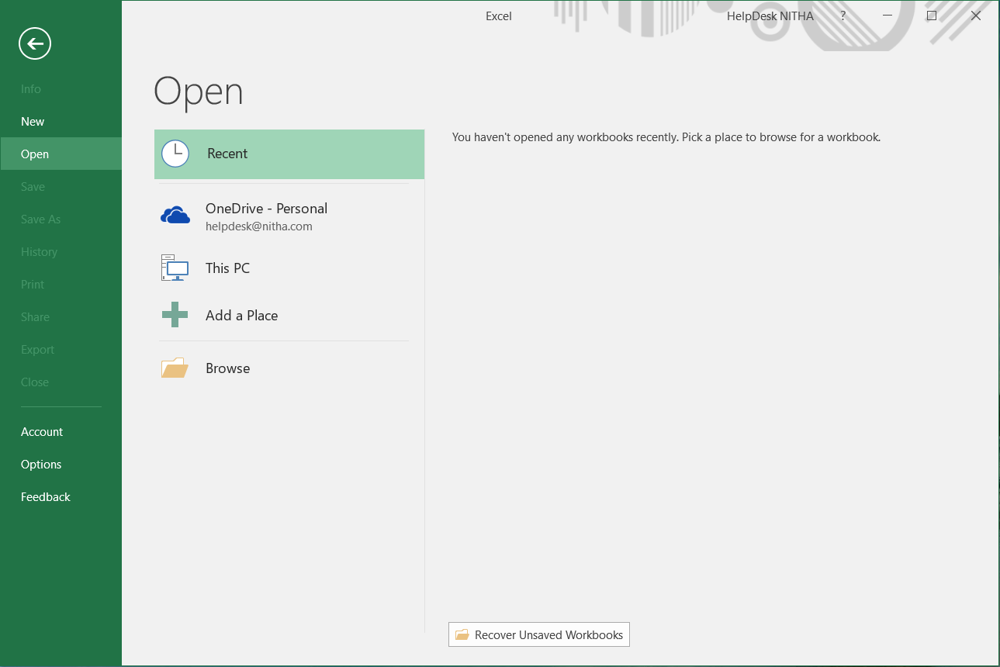 Excel
HelpDesk NITHA
?
Info
New
Open
Save
Save As
History
Print
Share
Export
Close
Account
Options
Feedback
Open
Recent
OneDrive - Personal
helpdesk@nitha.com
This PC
Add a Place
Browse
You haven't opened any workbooks recently. Pick a place to browse for a workbook.
Recover Unsaved Workbooks